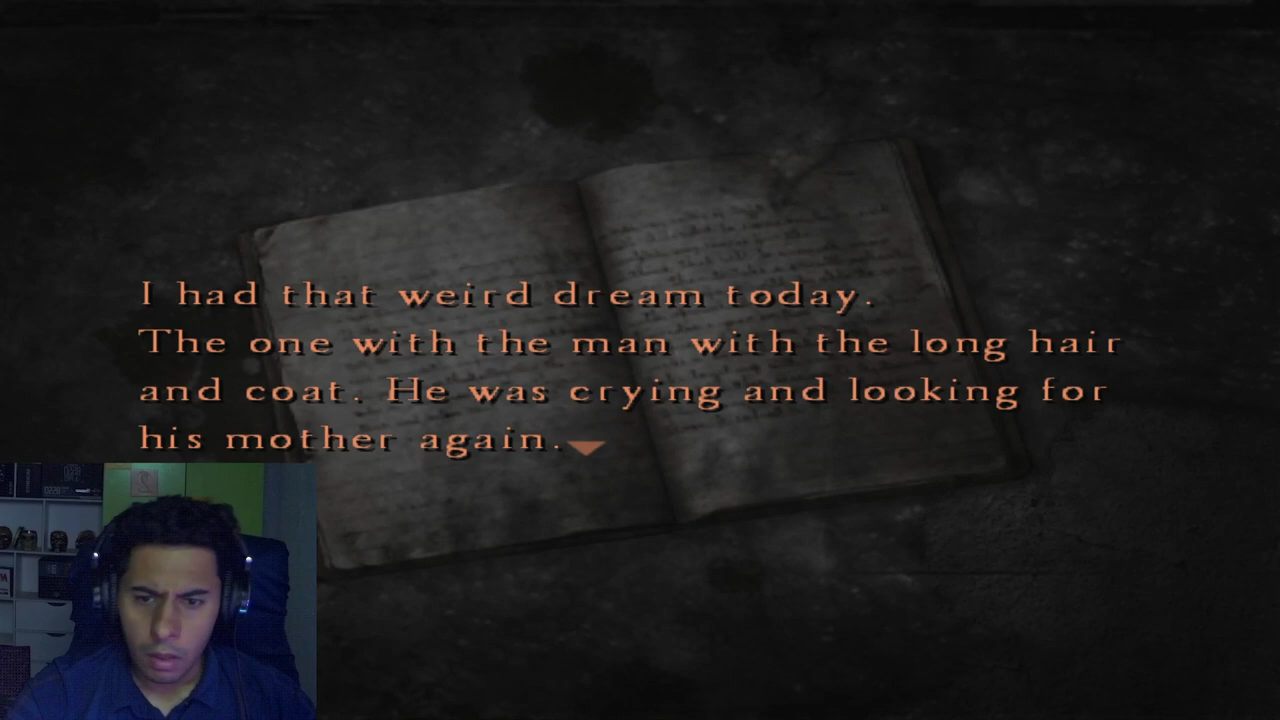 I had that weird dream today.
The one with the man with the long hair
and coat. He was crying and looking for
his mother again.